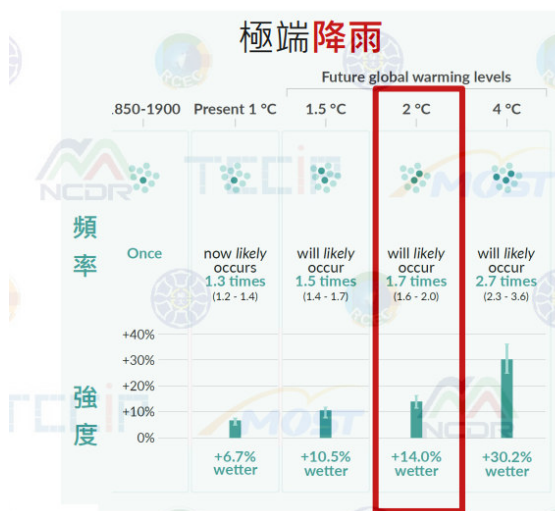 極端降雨
Future global warming levels
.850-1900 Present 1 °C 1.5 °C 2 °C 4 °C
頻率
Once
now likely occurs 1.3 times (1.2 - 1.4)
will likely occur 1.5 times (1.4 - 1.7)
will likely occur 1.7 times (1.6 - 2.0)
will likely occur 2.7 times (2.3 - 3.6)
強度
+40%
+30%
+20%
+10%
0%
+6.7% wetter
+10.5% wetter
+14.0% wetter
+30.2% wetter
NCDR
MOST
RCEC
MOST
NCDR